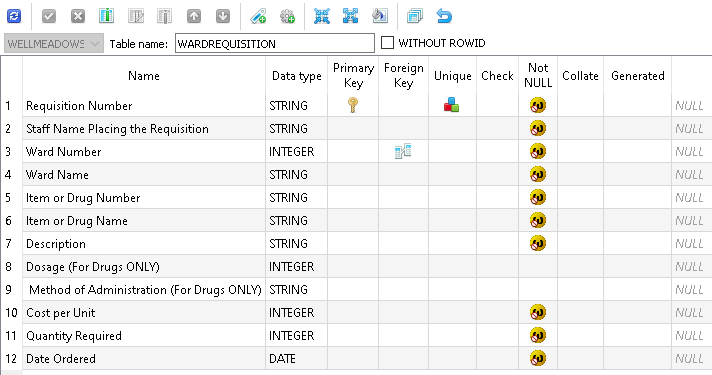 WELLMEADOWS Table name: WARDREQUISITION WITHOUT ROWID
Name Data type Primary Key Foreign Key Unique Check Not NULL Collate Generated
1 Requisition Number STRING NULL
2 Staff Name Placing the Requisition STRING NULL
3 Ward Number INTEGER NULL
4 Ward Name STRING NULL
5 Item or Drug Number STRING NULL
6 Item or Drug Name STRING NULL
7 Description STRING NULL
8 Dosage (For Drugs ONLY) INTEGER NULL
9 Method of Administration (For Drugs ONLY) STRING NULL
10 Cost per Unit INTEGER NULL
11 Quantity Required INTEGER NULL
12 Date Ordered DATE NULL